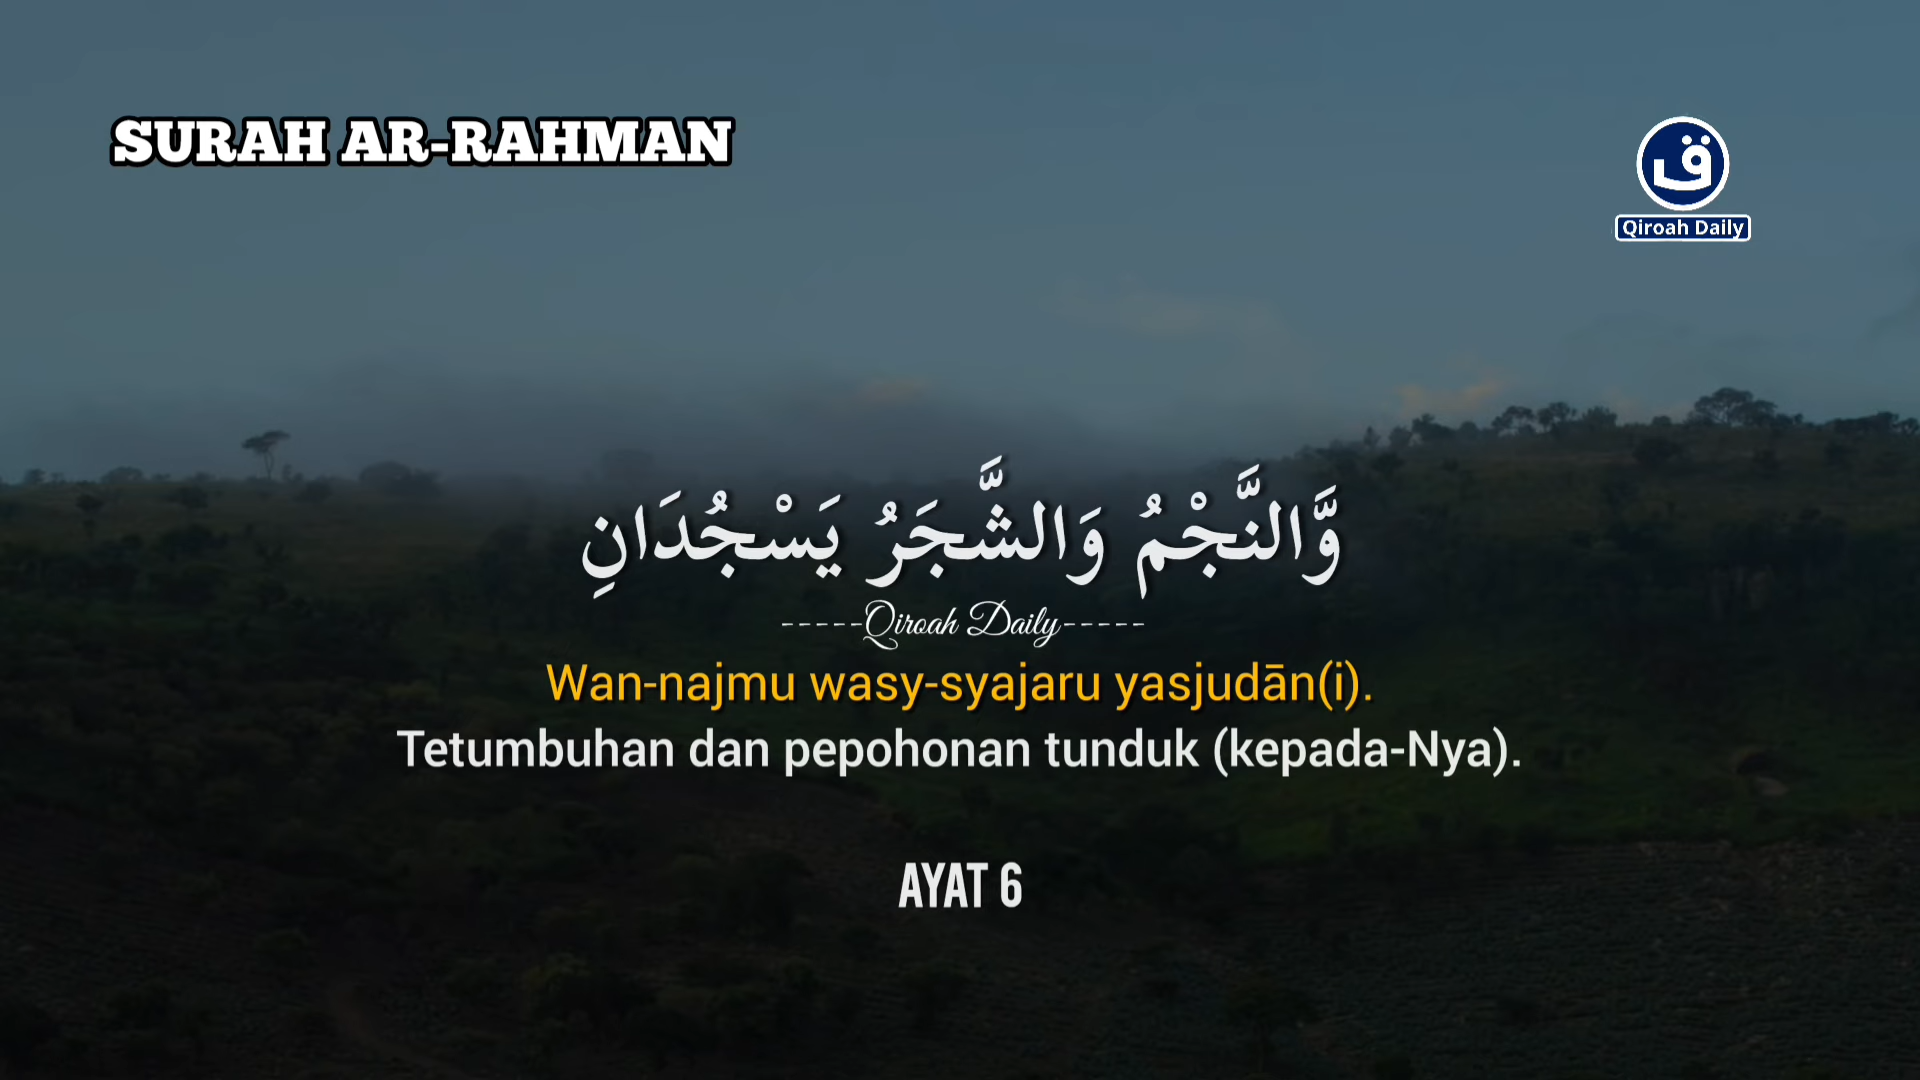 SURAH AR-RAHMAN
ق
Qiroah Daily
وَّالنَّجْمُ وَالشَّجَرُ يَسْجُدَانِ
-----Qiroah Daily-----
Wan-najmu wasy-syajaru yasjudān(i).
Tetumbuhan dan pepohonan tunduk (kepada-Nya).
AYAT 6